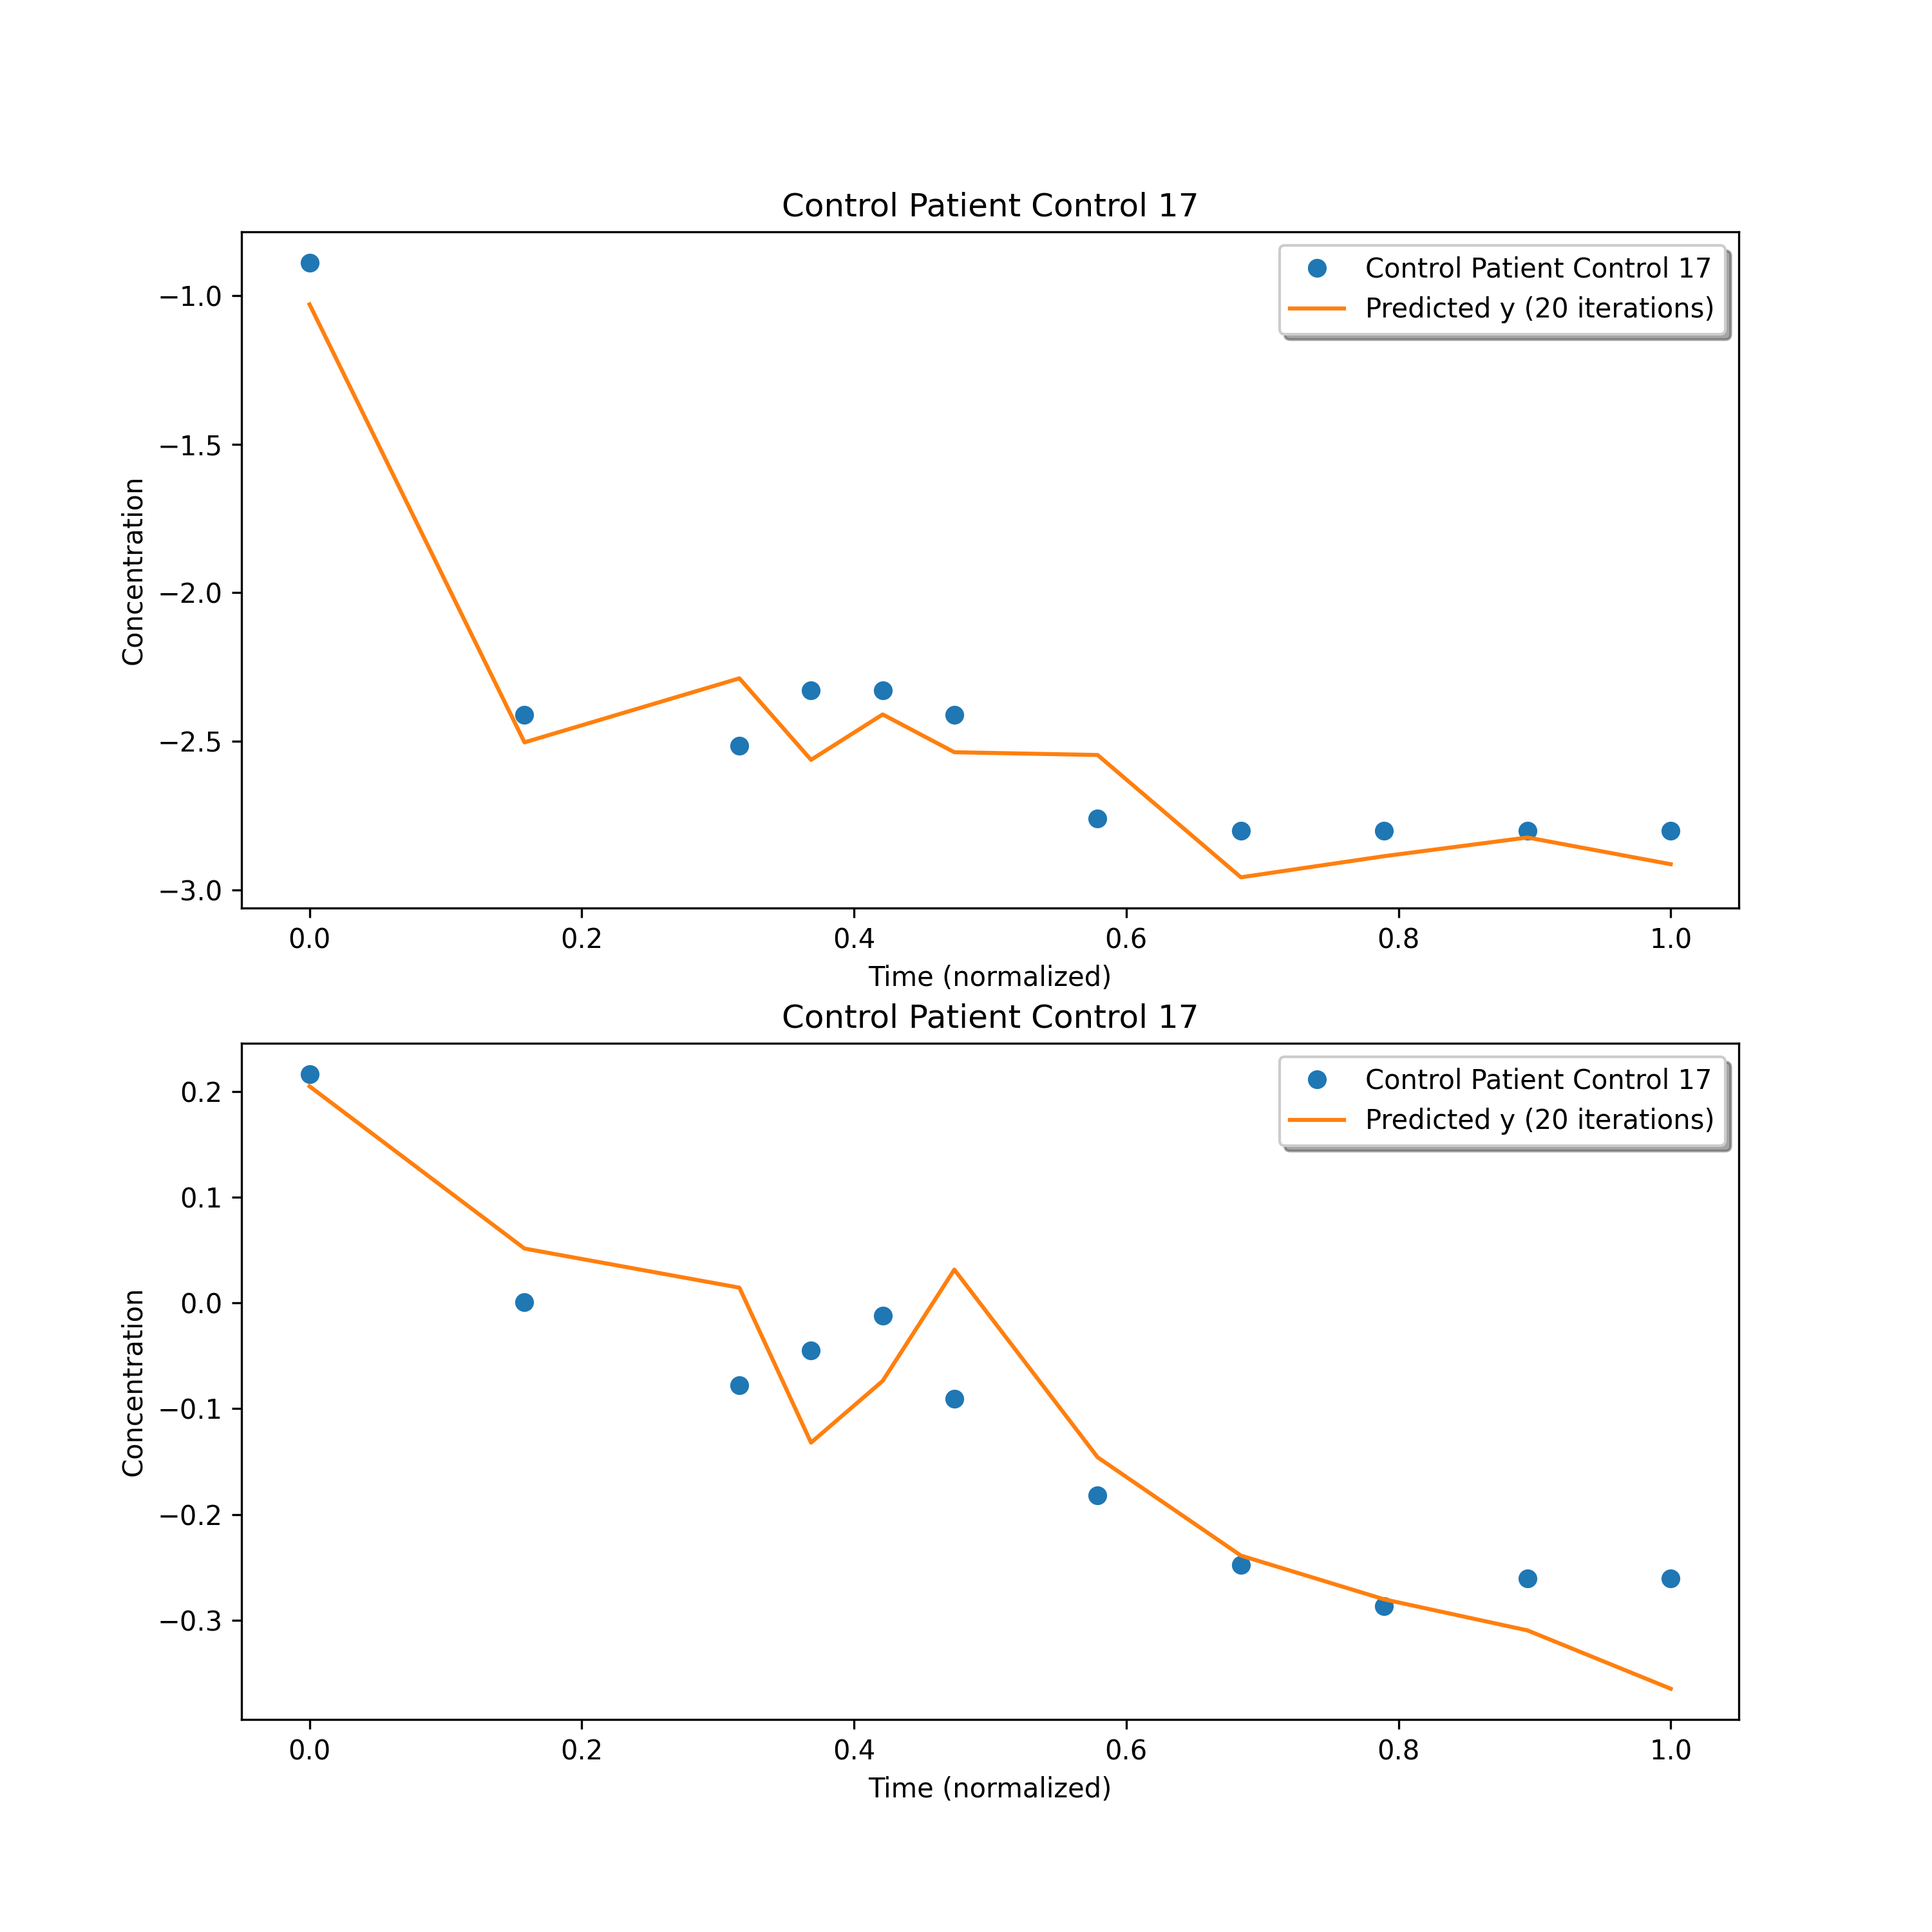 Control Patient Control 17
Control Patient Control 17
Predicted y (20 iterations)
−1.0
−1.5
−2.0
−2.5
−3.0
Concentration
0.0 0.2 0.4 0.6 0.8 1.0
Time (normalized)
Control Patient Control 17
Control Patient Control 17
Predicted y (20 iterations)
0.2
0.1
0.0
−0.1
−0.2
−0.3
Concentration
0.0 0.2 0.4 0.6 0.8 1.0
Time (normalized)